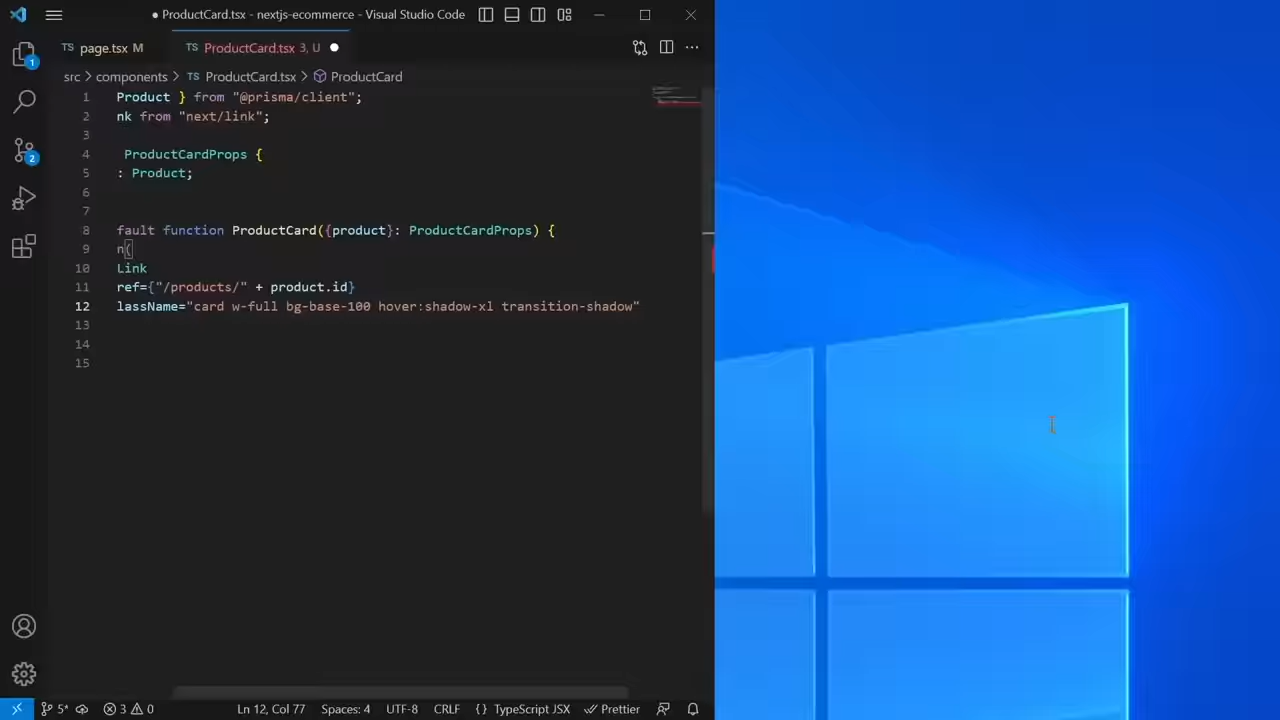 ● ProductCard.tsx - nextjs-ecommerce - Visual Studio Code
TS page.tsx M
TS ProductCard.tsx 3, U ●
src > components > TS ProductCard.tsx > ProductCard
1 Product } from "@prisma/client";
2 nk from "next/link";
3
4 ProductCardProps {
5 : Product;
6
7
8 fault function ProductCard({product}: ProductCardProps) {
9 n(
10 Link
11 ref={"/products/" + product.id}
12 lassName="card w-full bg-base-100 hover:shadow-xl transition-shadow"
13
14
15
1
2
5* 3 0 Ln 12, Col 77 Spaces: 4 UTF-8 CRLF {} TypeScript JSX Prettier